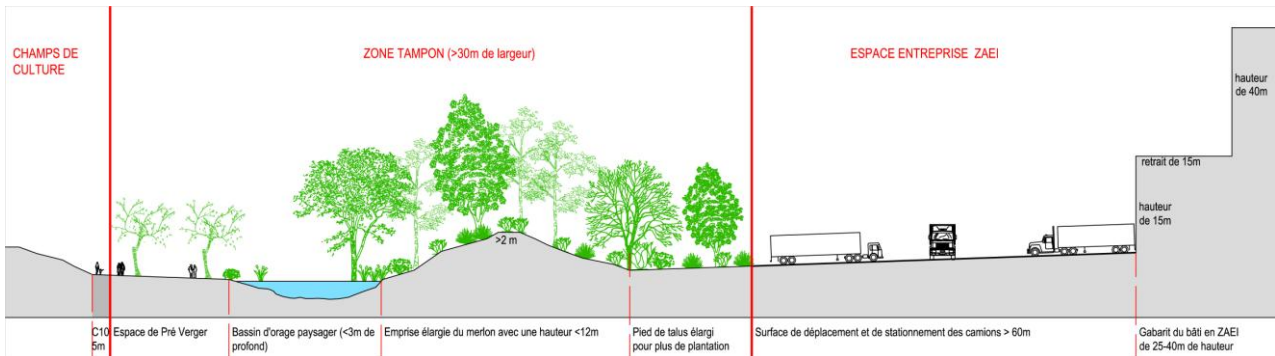 CHAMPS DE
CULTURE
ZONE TAMPON (>30m de largeur)
ESPACE ENTREPRISE ZAEI
hauteur
de 40m
retrait de 15m
hauteur
de 15m
>2 m
C10
5m
Espace de Pré Verger
Bassin d'orage paysager (<3m de
profond)
Emprise élargie du merlon avec une hauteur <12m
Pied de talus élargi
pour plus de plantation
Surface de déplacement et de stationnement des camions > 60m
Gabarit du bâti en ZAEI
de 25-40m de hauteur